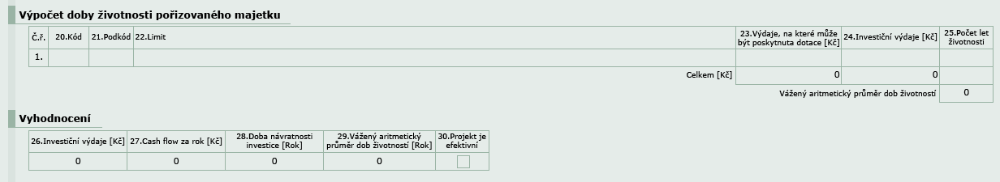 Výpočet doby životnosti pořizovaného majetku
Č.ř. 20.Kód 21.Podkód 22.Limit 23.Výdaje, na které může být poskytnuta dotace [Kč] 24.Investiční výdaje [Kč] 25.Počet let životnosti
1.
Celkem [Kč] 0 0
Vážený aritmetický průměr dob životností 0
Vyhodnocení
26.Investiční výdaje [Kč] 27.Cash flow za rok [Kč] 28.Doba návratnosti investice [Rok] 29.Vážený aritmetický průměr dob životností [Rok] 30.Projekt je efektivní
0 0 0 0